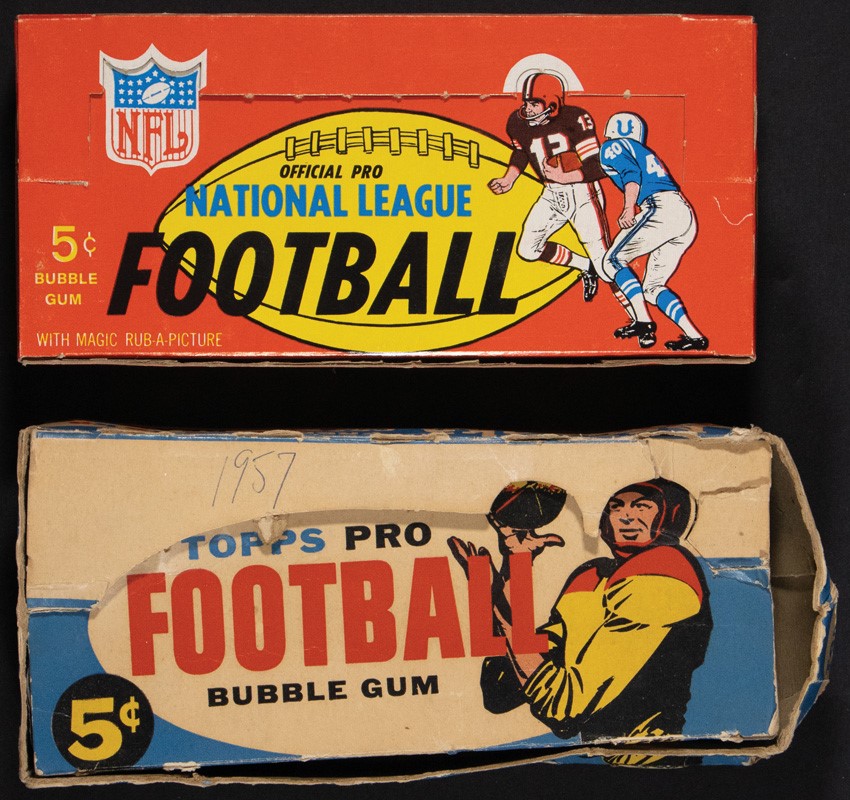 NFL
OFFICIAL PRO
NATIONAL LEAGUE
FOOTBALL
5¢
BUBBLE
GUM
WITH MAGIC RUB-A-PICTURE
13
13
40
4
1957
TOPPS PRO
FOOTBALL
BUBBLE GUM
5¢